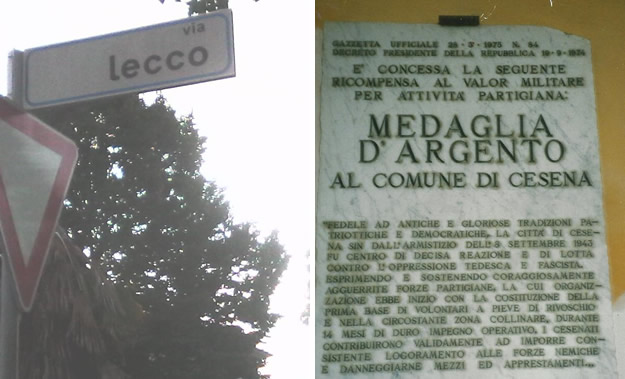 via
lecco
GAZZETTA UFFICIALE 28-3-1975 N. 84
DECRETO PRESIDENTE DELLA REPUBBLICA 19-9-1974
E' CONCESSA LA SEGUENTE
RICOMPENSA AL VALOR MILITARE
PER ATTIVITA' PARTIGIANA:
MEDAGLIA
D'ARGENTO
AL COMUNE DI CESENA
"FEDELE AD ANTICHE E GLORIOSE TRADIZIONI PA-
TRIOTTICHE E DEMOCRATICHE, LA CITTA' DI CESE-
NA SIN DALL'ARMISTIZIO DELL'8 SETTEMBRE 1943
FU CENTRO DI DECISA REAZIONE E DI LOTTA
CONTRO L'OPPRESSIONE TEDESCA E FASCISTA,
ESPRIMENDO E SOSTENENDO CORAGGIOSAMENTE
AGGUERRITE FORZE PARTIGIANE, LA CUI ORGANIZ-
ZAZIONE EBBE INIZIO CON LA COSTITUZIONE DELLA
PRIMA BASE DI VOLONTARI A PIEVE DI RIVOSCHIO
E NELLA CIRCOSTANTE ZONA COLLINARE. DURANTE
14 MESI DI DURO IMPEGNO OPERATIVO, I CESENATI
CONTRIBUIRONO VALIDAMENTE AD IMPORRE CON-
SISTENTE LOGORAMENTO ALLE FORZE NEMICHE
E DANNEGGIARNE MEZZI ED APPRESTAMENTI...